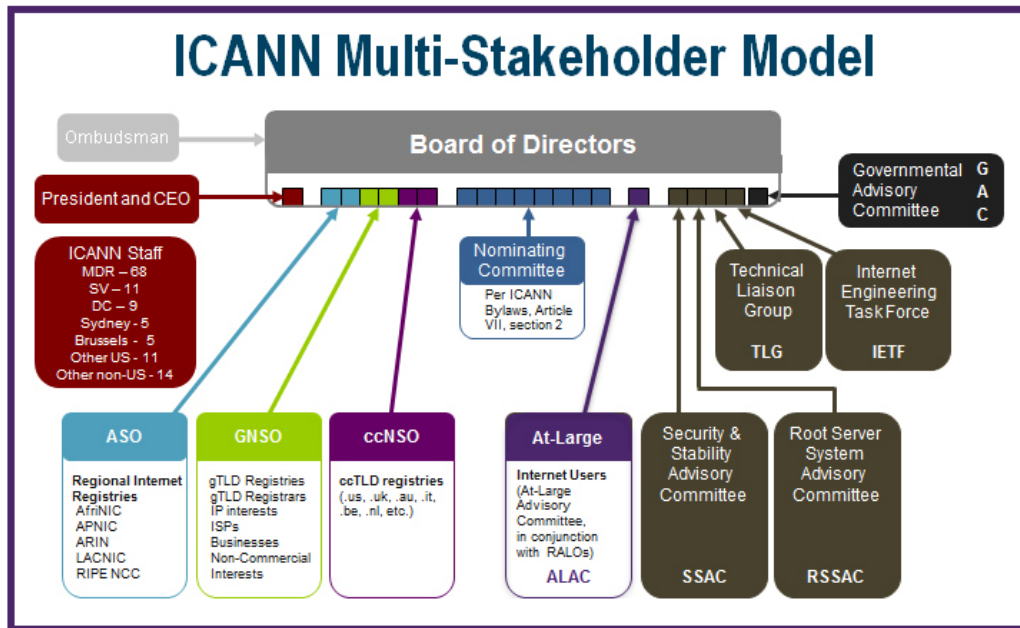 ICANN Multi-Stakeholder Model
Ombudsman
Board of Directors
President and CEO
Governmental G
Advisory A
Committee C
ICANN Staff
MDR – 68
SV – 11
DC – 9
Sydney - 5
Brussels - 5
Other US - 11
Other non-US - 14
Nominating
Committee
Per ICANN
Bylaws, Article
VII, section 2
Technical
Liaison
Group
TLG
Internet
Engineering
Task Force
IETF
ASO
Regional Internet
Registries
AfriNIC
APNIC
ARIN
LACNIC
RIPE NCC
GNSO
gTLD Registries
gTLD Registrars
IP interests
ISPs
Businesses
Non-Commercial
Interests
ccNSO
ccTLD registries
(.us, .uk, .au, .it,
.be, .nl, etc.)
At-Large
Internet Users
(At-Large
Advisory
Committee,
in conjunction
with RALOs)
ALAC
Security &
Stability
Advisory
Committee
SSAC
Root Server
System
Advisory
Committee
RSSAC